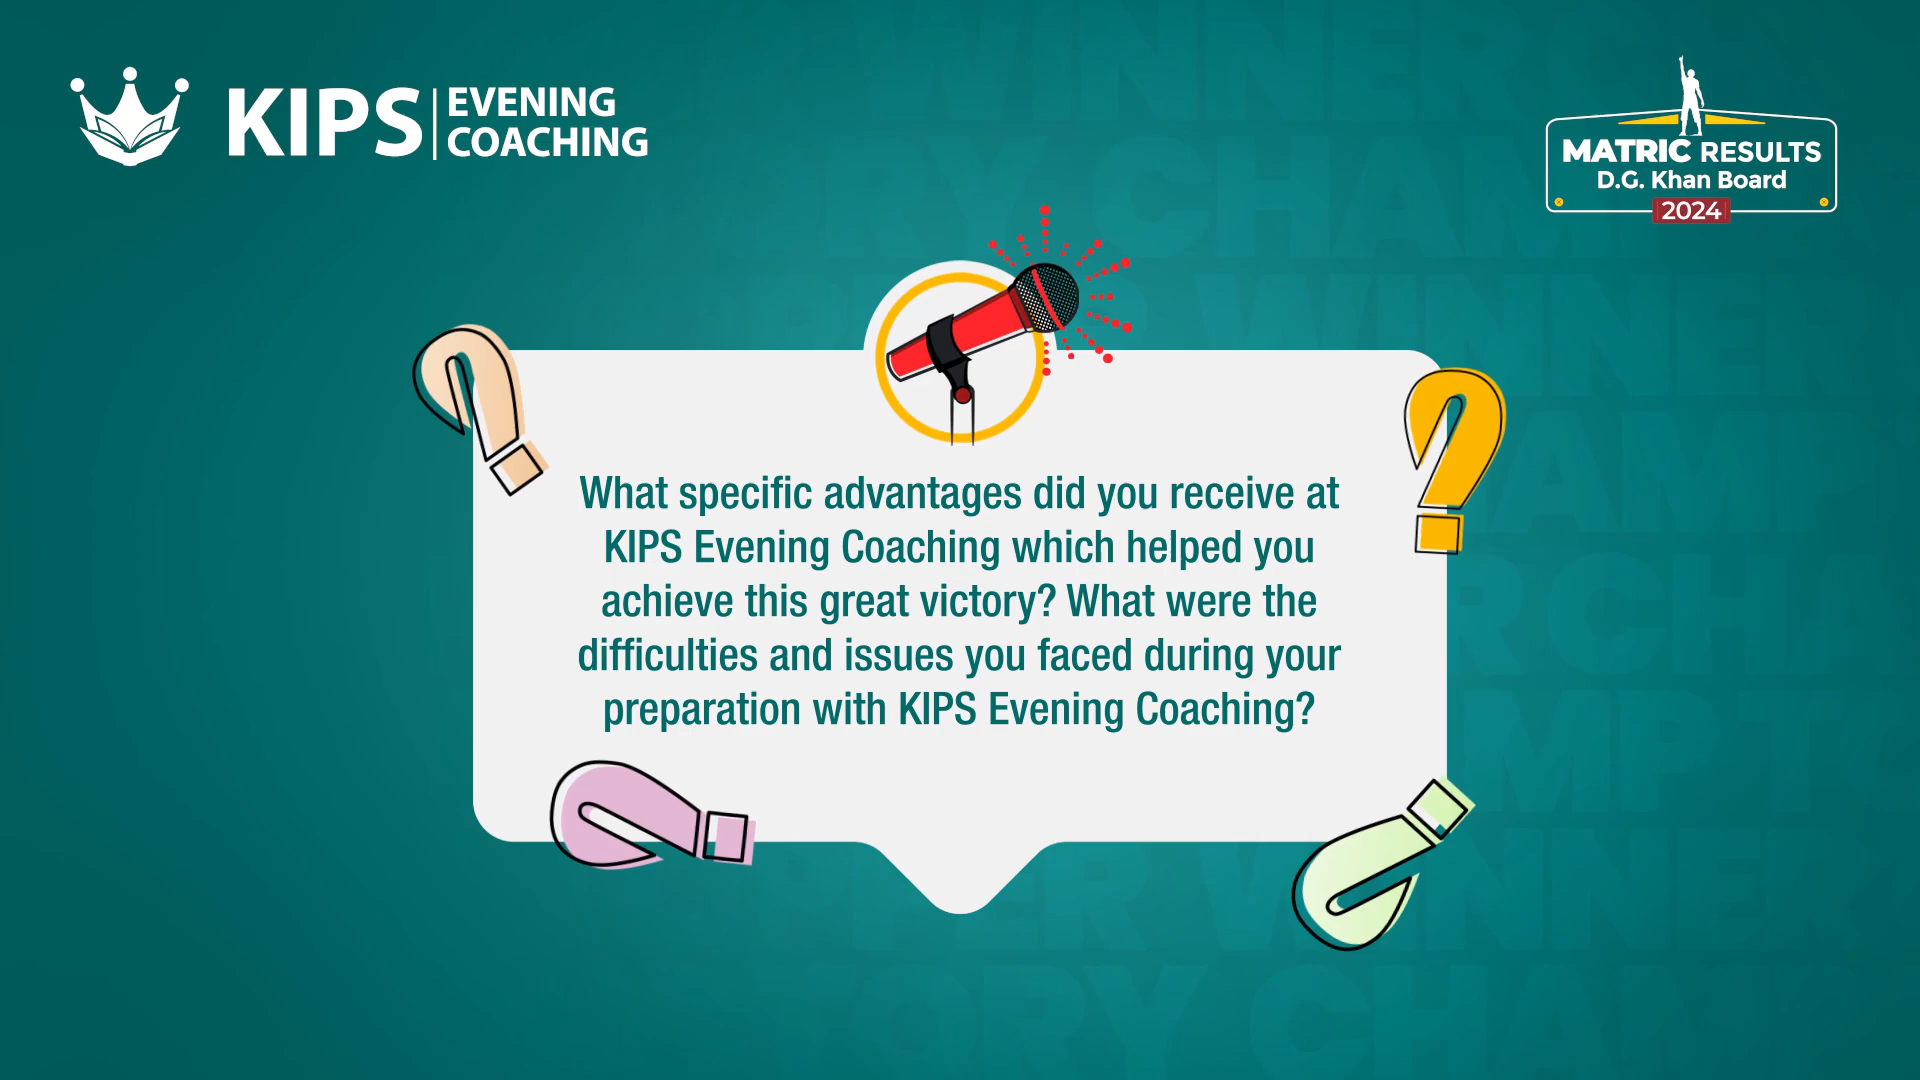 KIPS EVENING COACHING
MATRIC RESULTS
D.G. Khan Board
2024
What specific advantages did you receive at
KIPS Evening Coaching which helped you
achieve this great victory? What were the
difficulties and issues you faced during your
preparation with KIPS Evening Coaching?